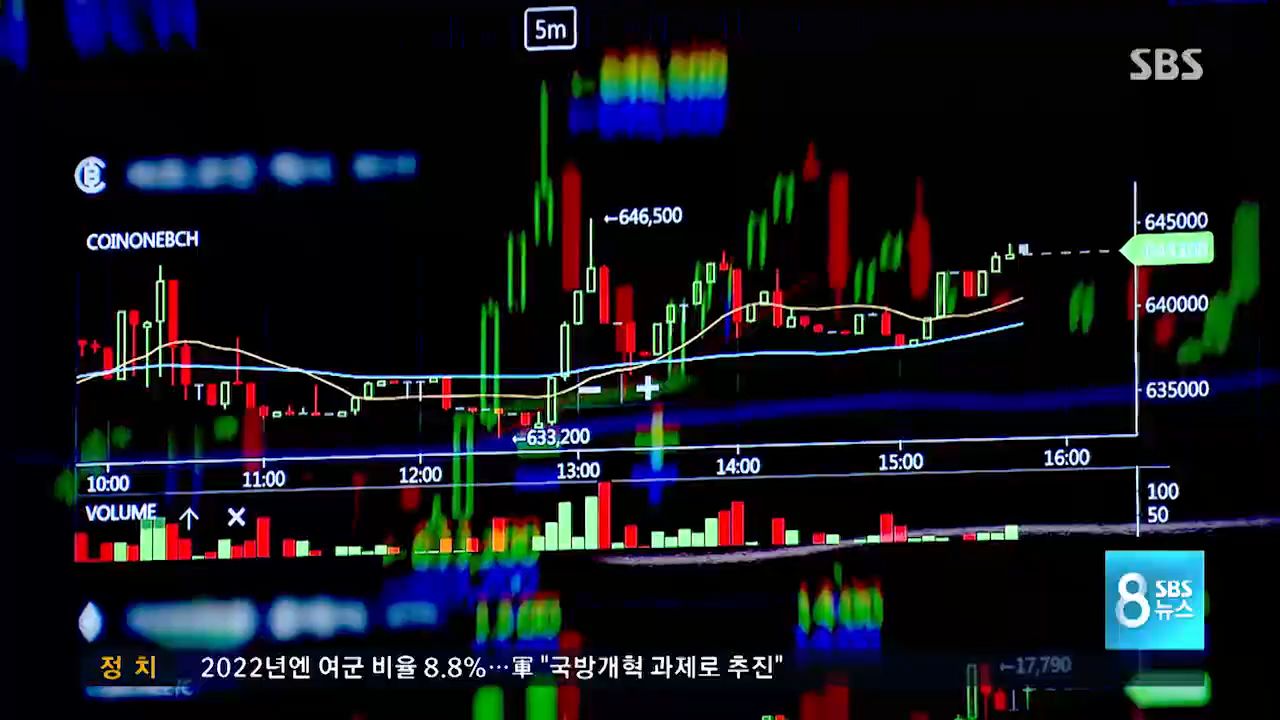 5m
SBS
←646,500
COINONEBCH
645000
640000
635000
←633,200
10:00 11:00 12:00 13:00 14:00 15:00 16:00
VOLUME
100
50
8 SBS 뉴스
정 치 2022년엔 여군 비율 8.8%…軍 "국방개혁 과제로 추진"
←17,790